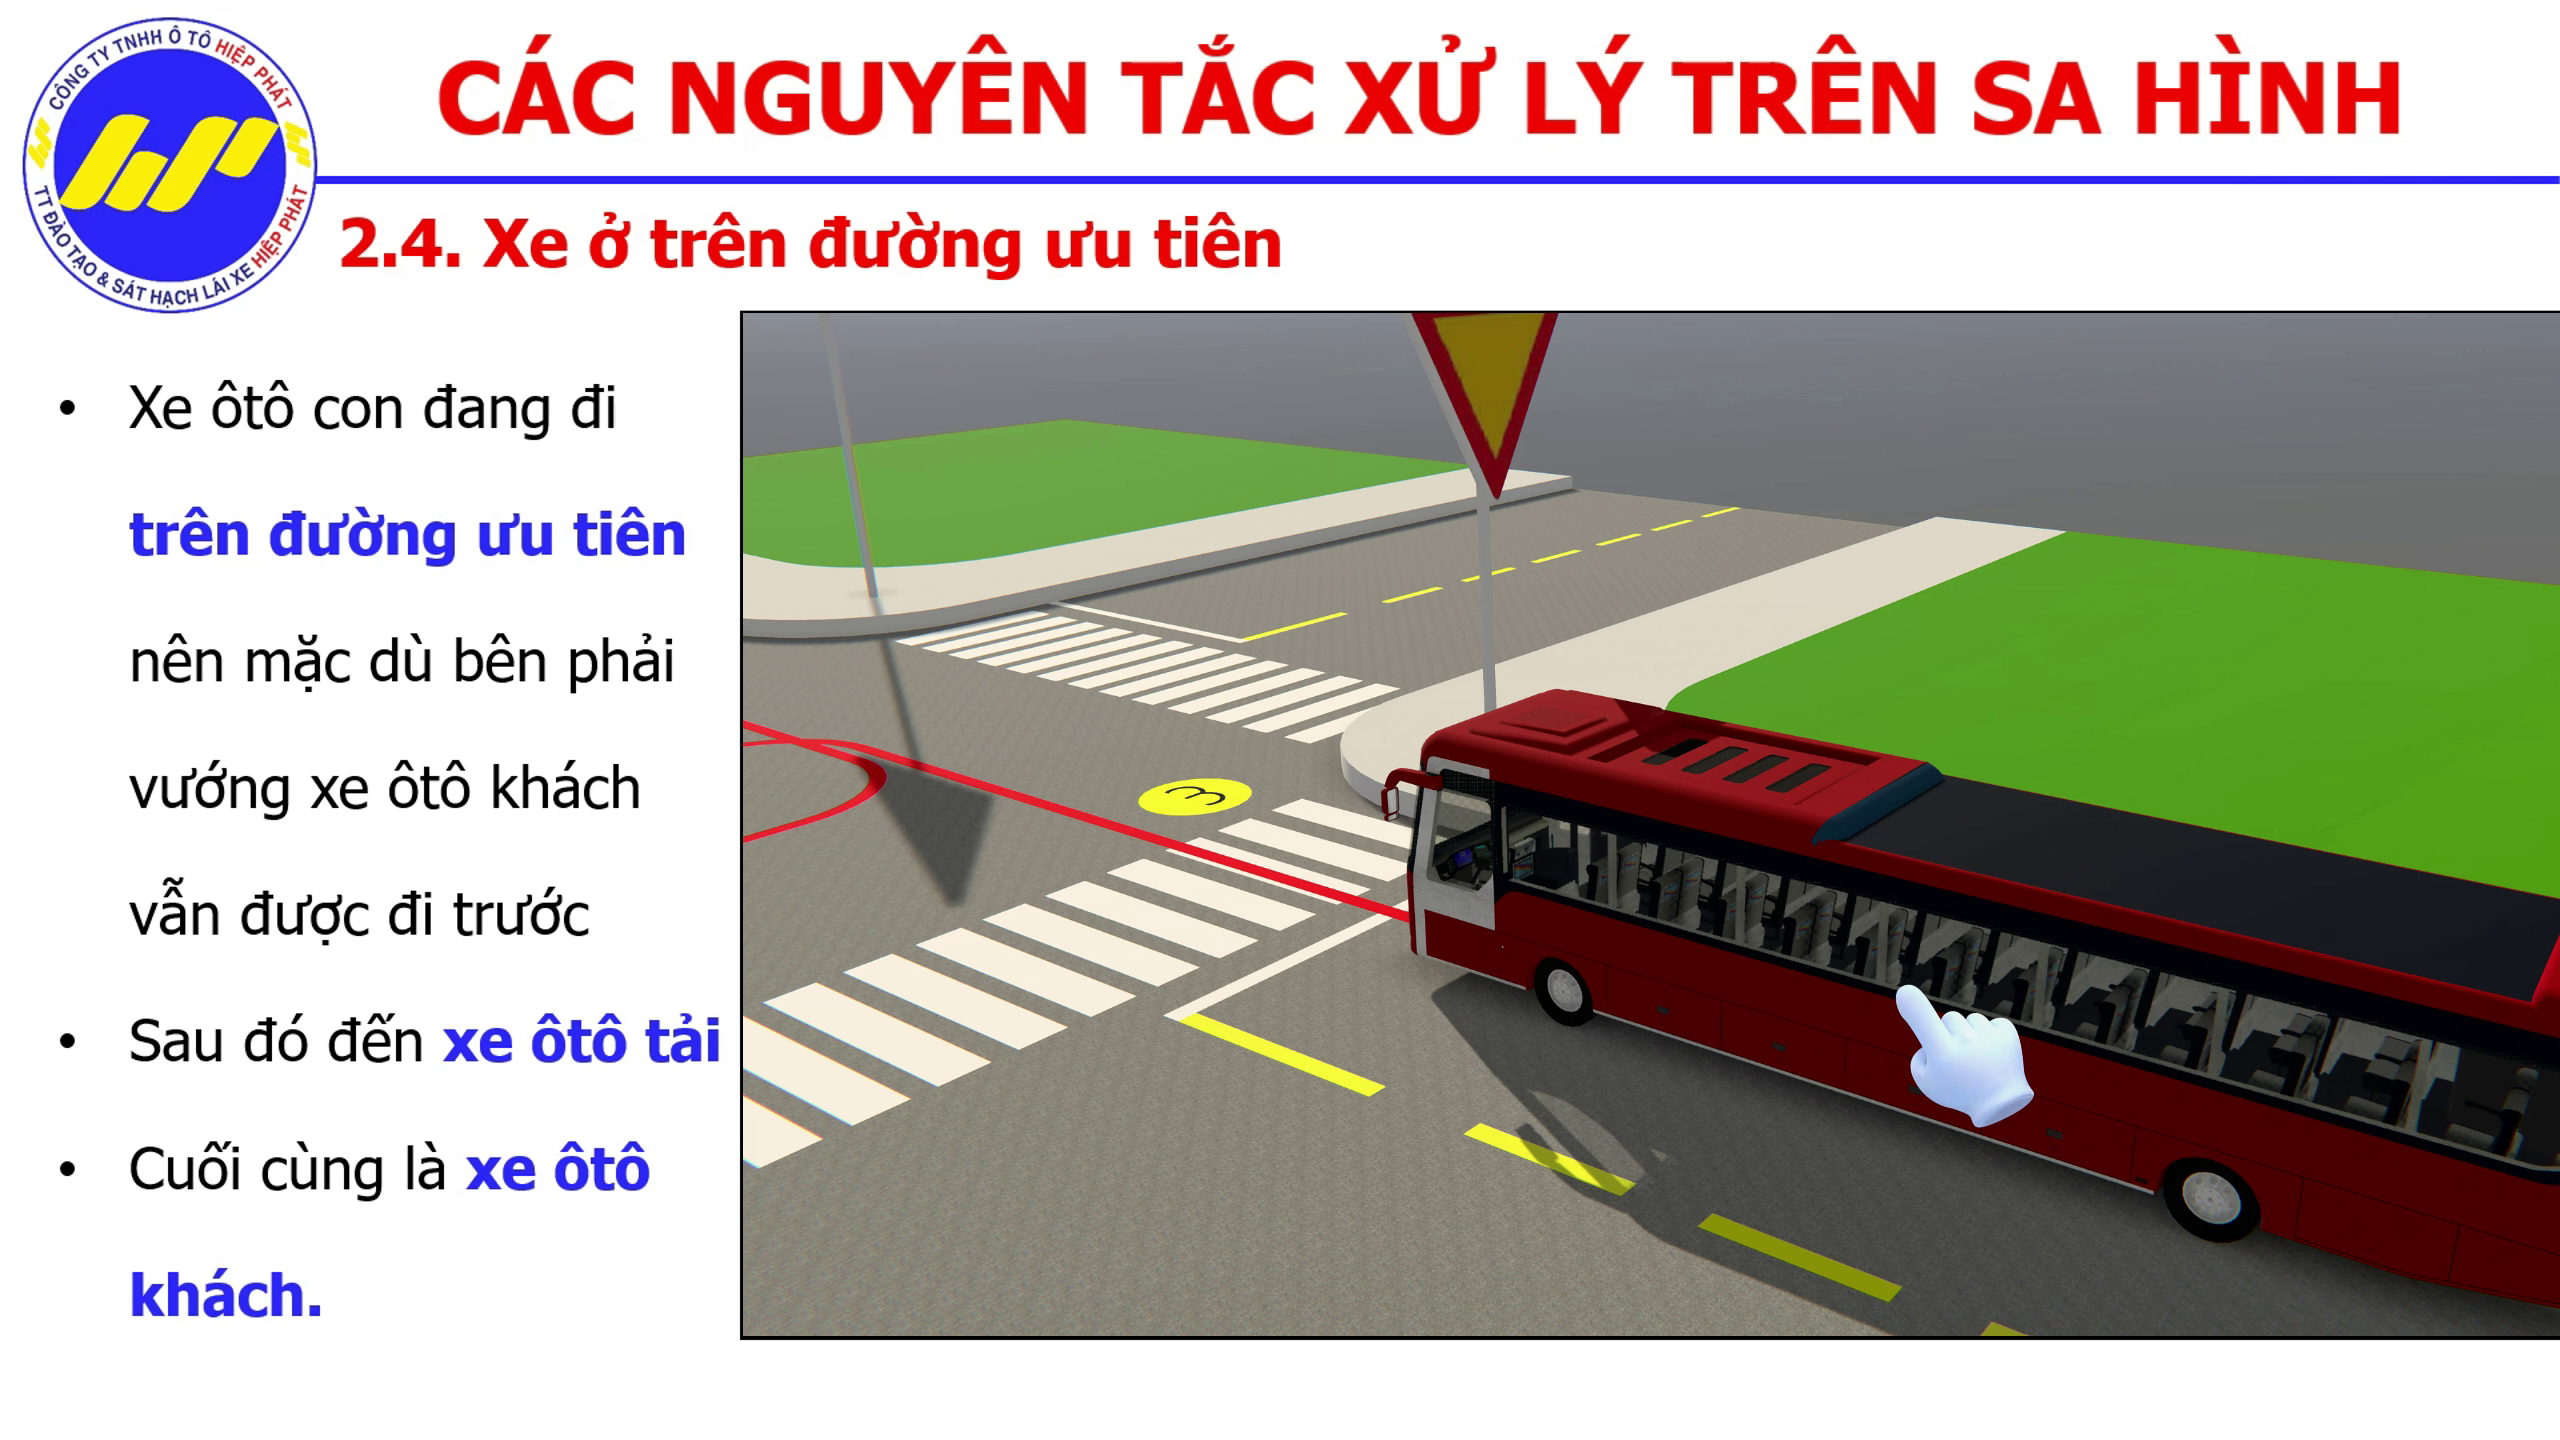 CÔNG TY TNHH Ô TÔ HIỆP PHÁT
TT ĐÀO TẠO & SÁT HẠCH LÁI XE HIỆP PHÁT
CÁC NGUYÊN TẮC XỬ LÝ TRÊN SA HÌNH
2.4. Xe ở trên đường ưu tiên
• Xe ôtô con đang đi
trên đường ưu tiên
nên mặc dù bên phải
vướng xe ôtô khách
vẫn được đi trước
• Sau đó đến xe ôtô tải
• Cuối cùng là xe ôtô
khách.
3